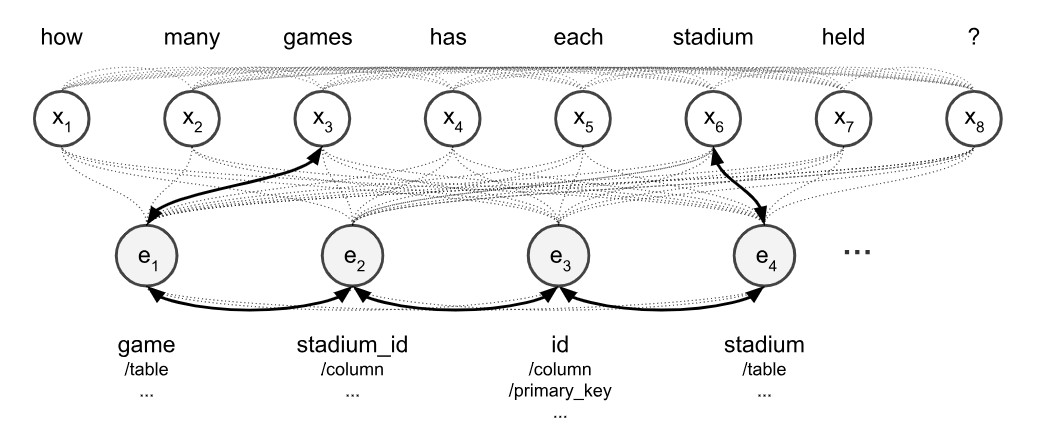 how many games has each stadium held ?
x1 x2 x3 x4 x5 x6 x7 x8
e1 e2 e3 e4 ...
game stadium_id id stadium
/table /column /column /table
... ... /primary_key ...
...